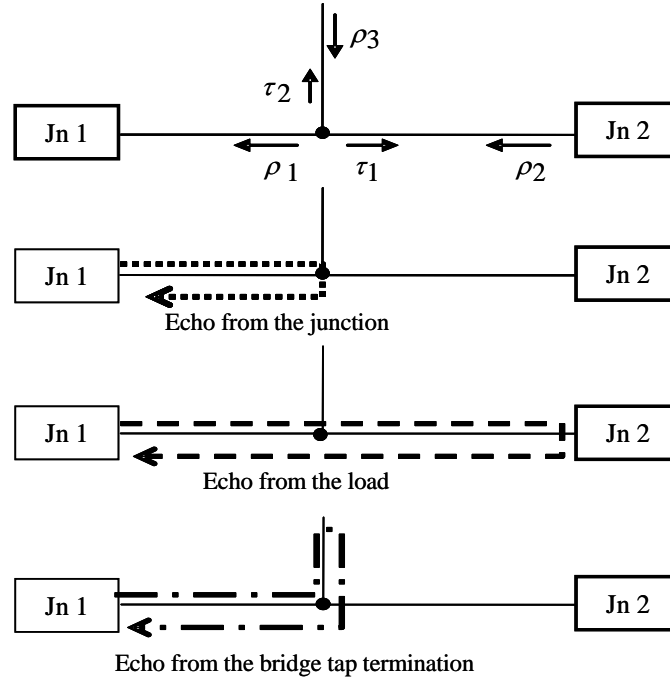 ρ3
τ2
Jn 1 Jn 2
ρ1 τ1 ρ2
Jn 1 Jn 2
Echo from the junction
Jn 1 Jn 2
Echo from the load
Jn 1 Jn 2
Echo from the bridge tap termination